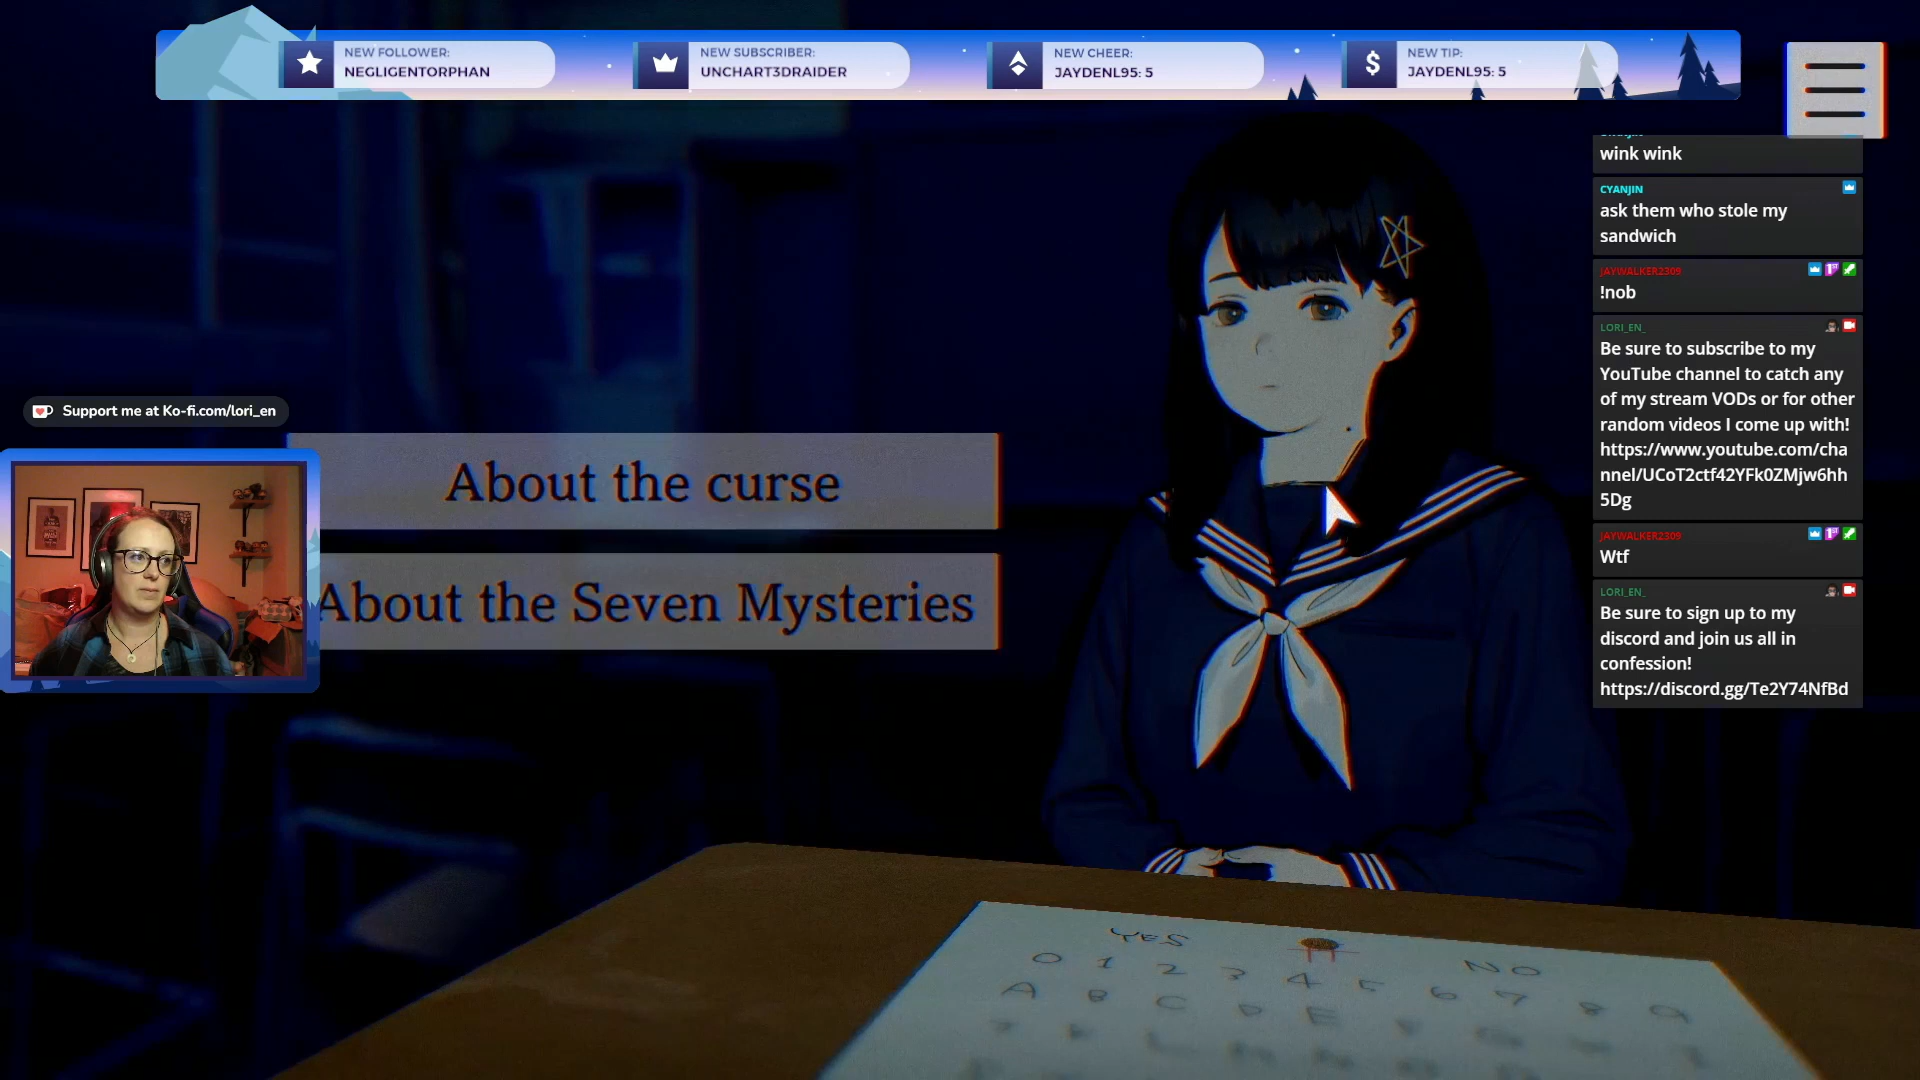 NEW FOLLOWER:
NEGLIGENTORPHAN
NEW SUBSCRIBER:
UNCHART3DRAIDER
NEW CHEER:
JAYDENL95: 5
NEW TIP:
JAYDENL95: 5
wink wink
CYANJIN
ask them who stole my
sandwich
JAYWALKER2309
!nob
LORI_EN_
Be sure to subscribe to my
YouTube channel to catch any
of my stream VODs or for other
random videos I come up with!
https://www.youtube.com/cha
nnel/UCoT2ctf42YFk0ZMjw6hh
5Dg
JAYWALKER2309
Wtf
LORI_EN_
Be sure to sign up to my
discord and join us all in
confession!
https://discord.gg/Te2Y74NfBd
Support me at Ko-fi.com/lori_en
About the curse
About the Seven Mysteries
YES NO
0 1 2 3 4 5 6 7 8 9
A B C D E